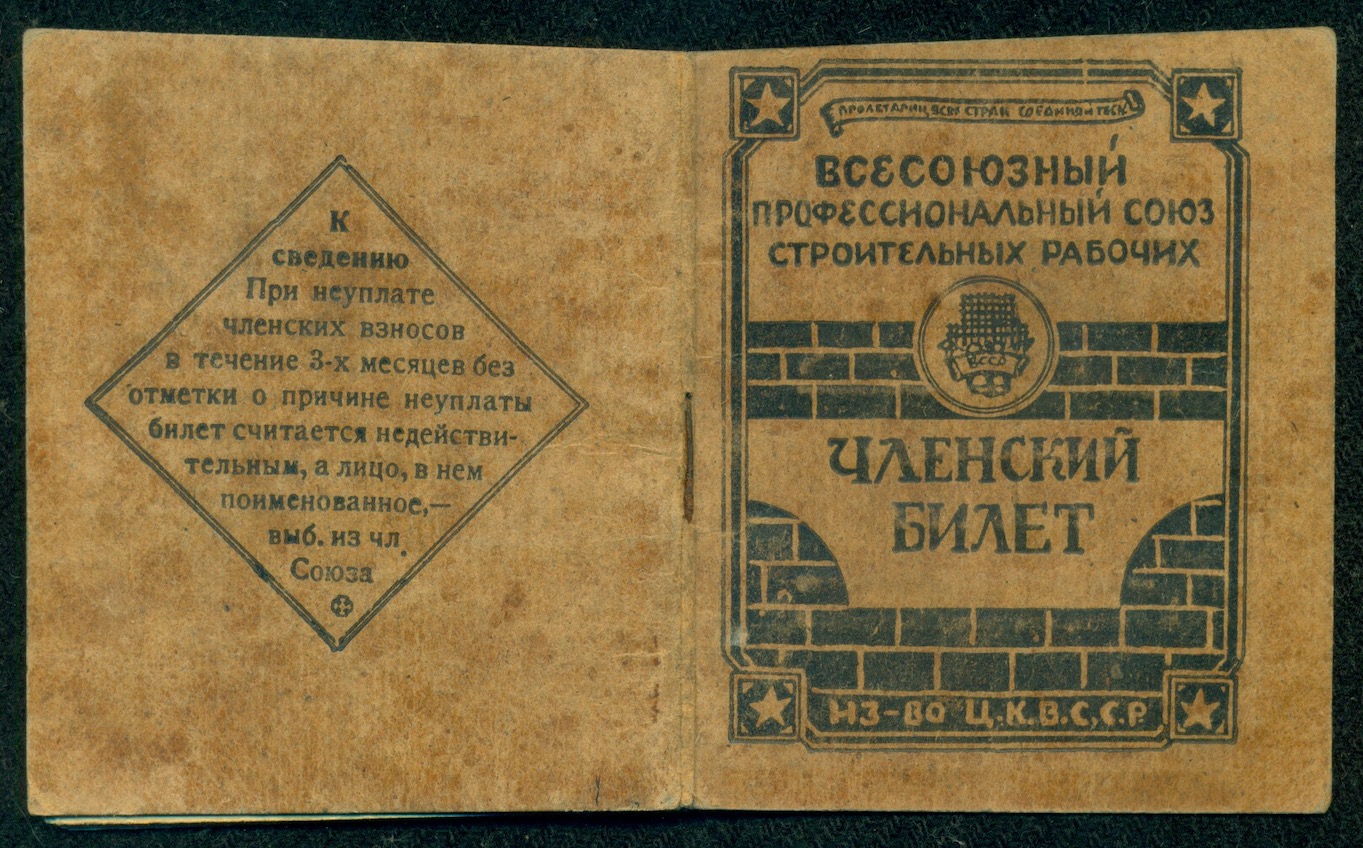 К
сведению
При неуплате
членских взносов
в течение 3-х месяцев без
отметки о причине неуплаты
билет считается недействи-
тельным, а лицо, в нем
поименованное,—
выб. из чл.
Союза
ПРОЛЕТАРИИ ВСЕХ СТРАН СОЕДИНЯЙТЕСЬ!
ВСЕСОЮЗНЫЙ
ПРОФЕССИОНАЛЬНЫЙ СОЮЗ
СТРОИТЕЛЬНЫХ РАБОЧИХ
ВССР
ЧЛЕНСКИЙ
БИЛЕТ
ИЗ-ВО Ц.К.В.С.С.Р.